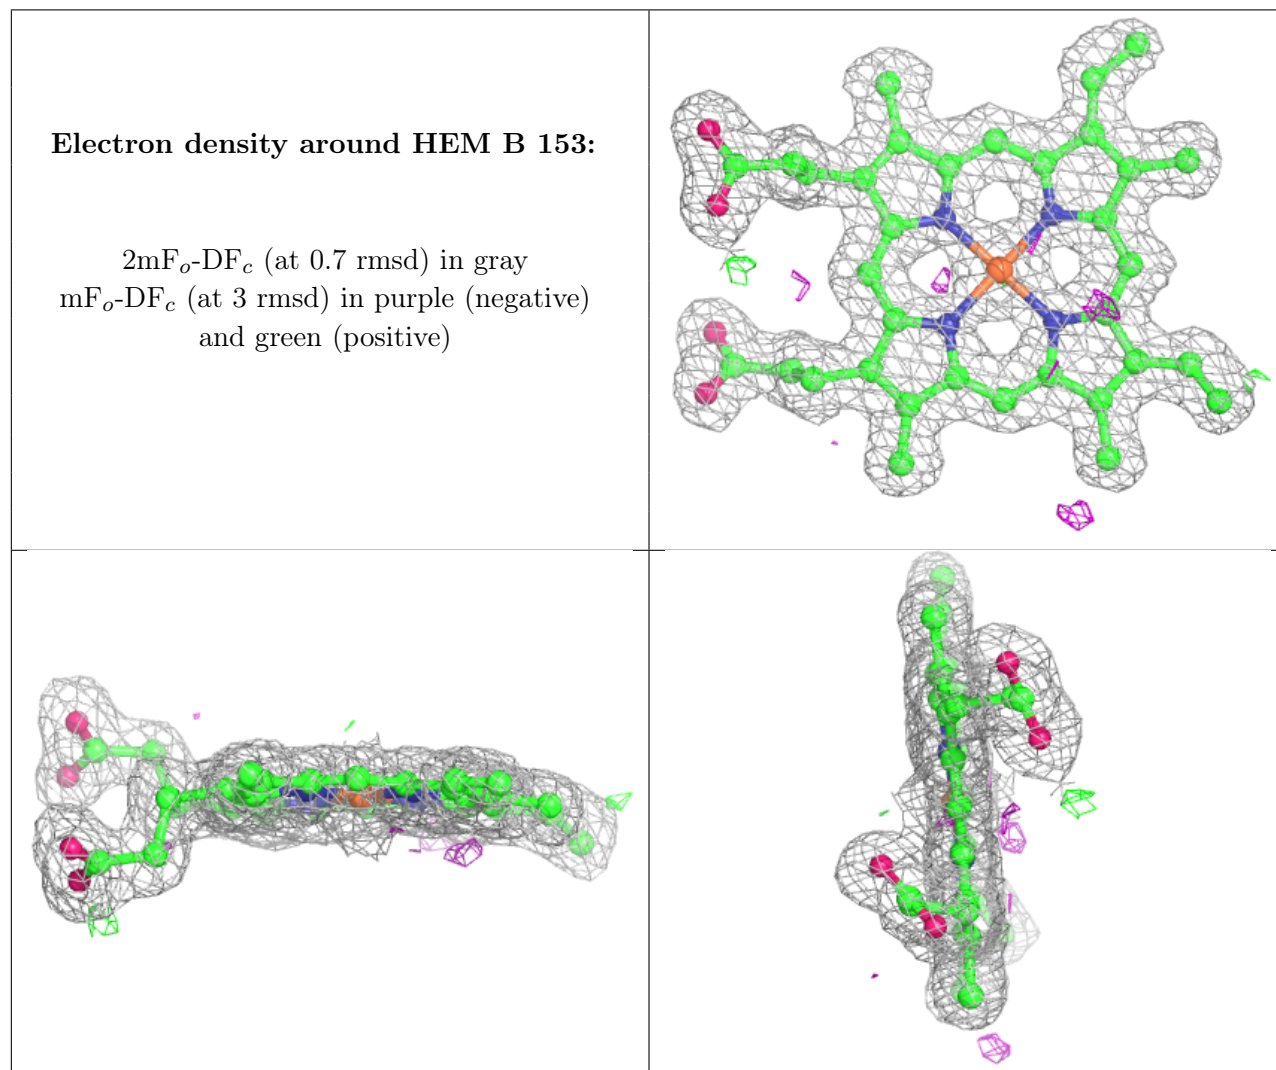 Electron density around HEM B 153:
2mFo-DFc (at 0.7 rmsd) in gray
mFo-DFc (at 3 rmsd) in purple (negative)
and green (positive)